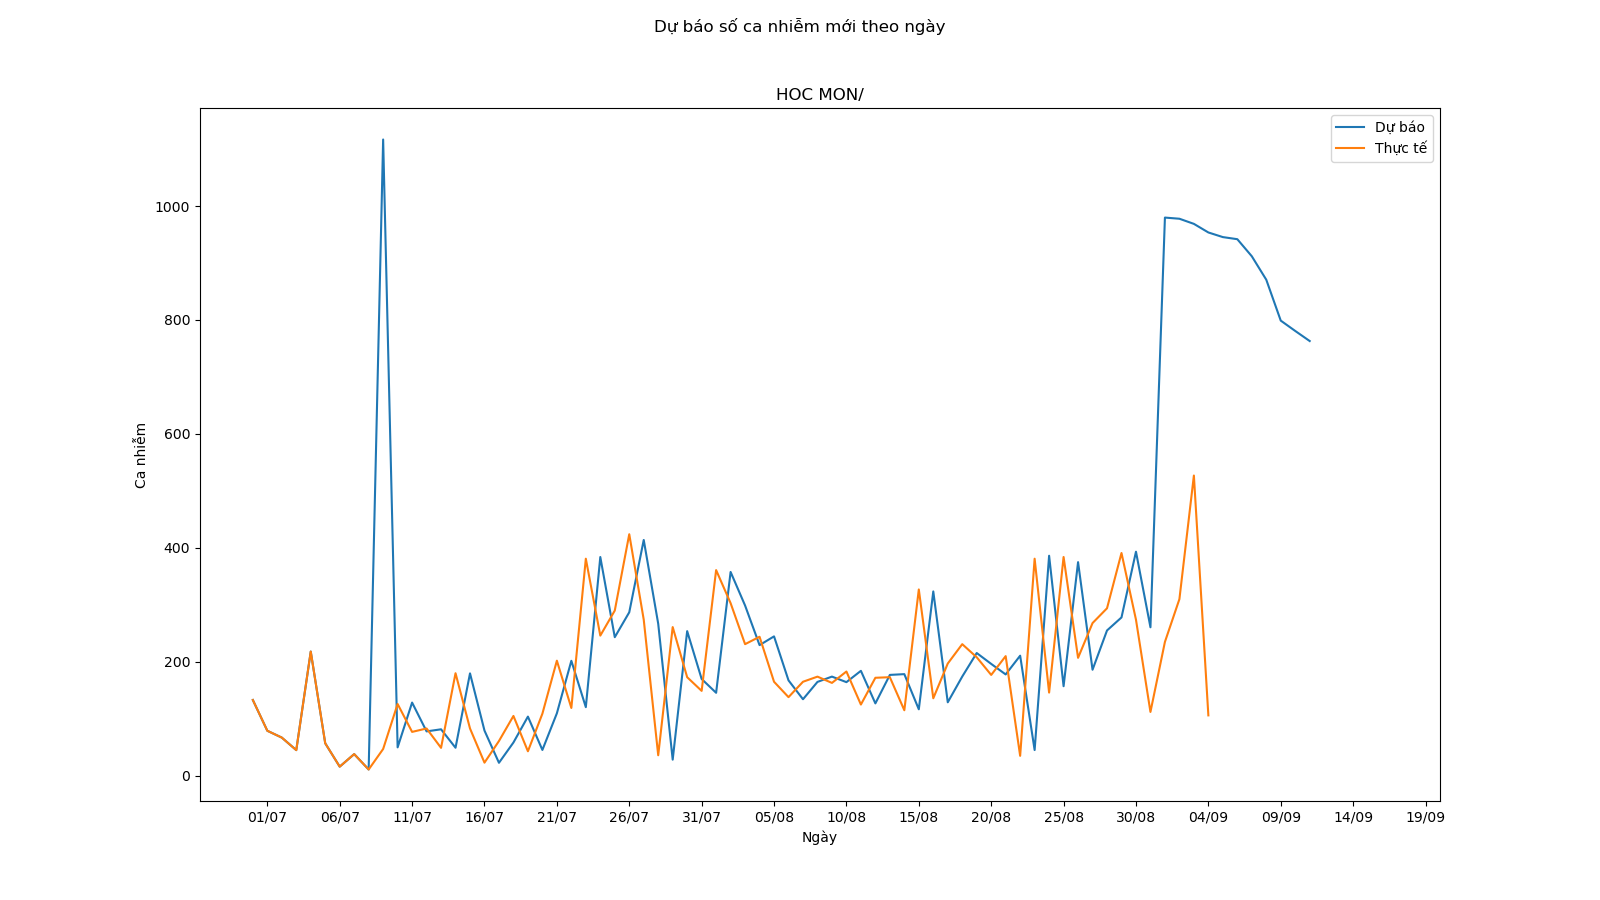 Dự báo số ca nhiễm mới theo ngày
HOC MON/
Dự báo
Thực tế
1000
800
600
400
200
0
Ca nhiễm
01/07 06/07 11/07 16/07 21/07 26/07 31/07 05/08 10/08 15/08 20/08 25/08 30/08 04/09 09/09 14/09 19/09
Ngày